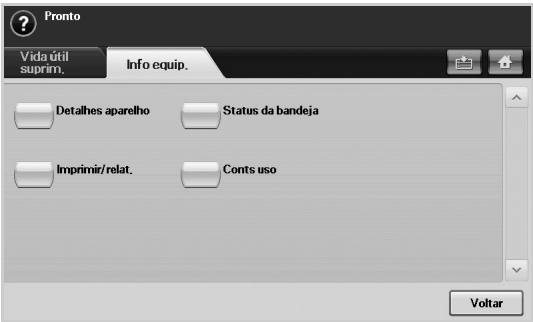 ? Pronto
Vida útil
suprim.
Info equip.
Detalhes aparelho
Status da bandeja
Imprimir/relat.
Conts uso
Voltar